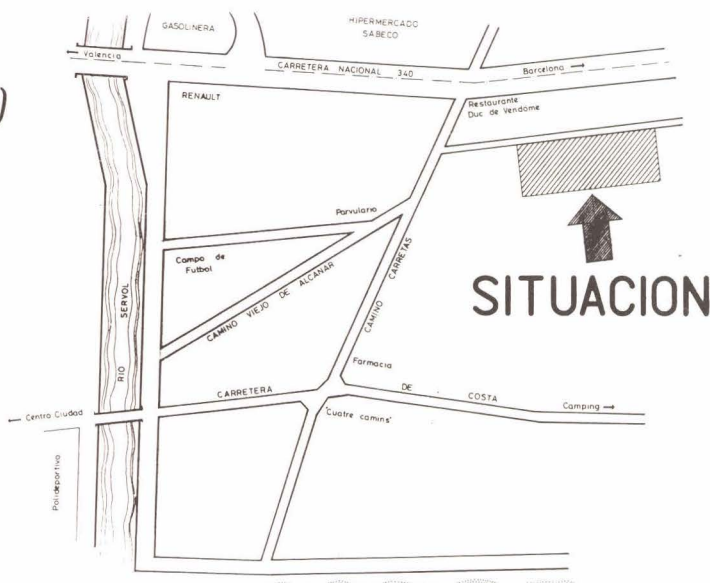 GASOLINERA
HIPERMERCADO
SABECO
← Valencia
CARRETERA NACIONAL 340
Barcelona →
RENAULT
Restaurante
Duc de Vendome
Parvulario
Campo de
Futbol
CAMINO VIEJO DE ALCANAR
CAMINO CARRETAS
SITUACION
RIO SERVOL
Farmacia
CARRETERA DE COSTA
← Centro Ciudad
'Cuatre camins'
Camping →
Polideportivo